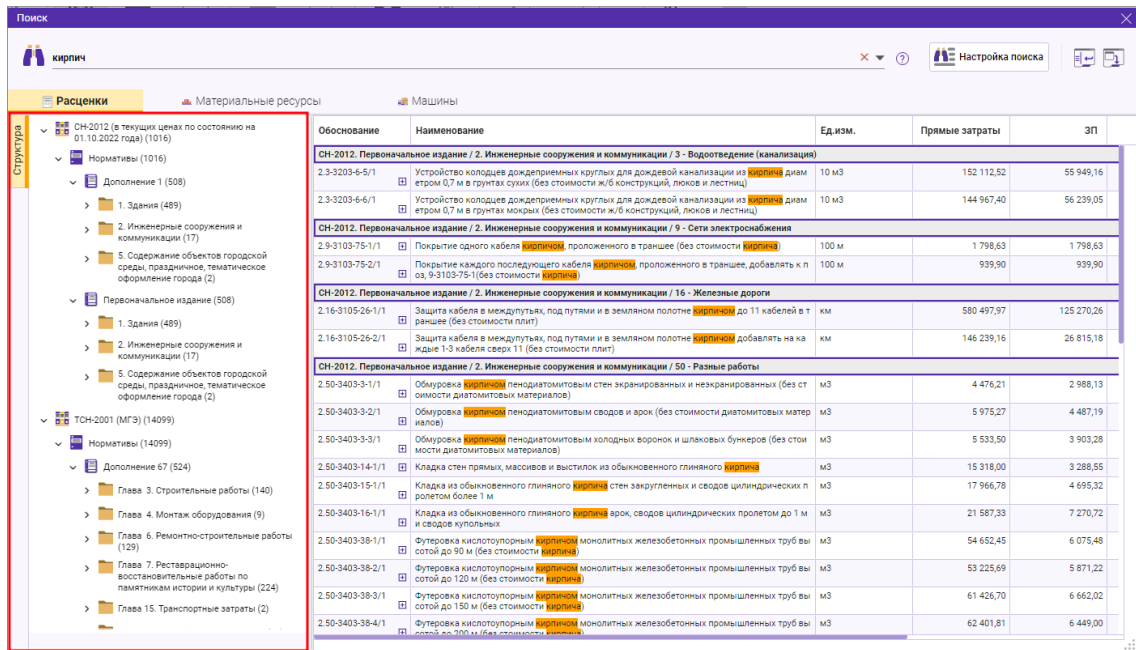 Поиск
кирпич
Настройка поиска
Расценки
Материальные ресурсы
Машины
Структура
СН-2012 (в текущих ценах по состоянию на
01.10.2022 года) (1016)
Нормативы (1016)
Дополнение 1 (508)
1. Здания (489)
2. Инженерные сооружения и
коммуникации (17)
5. Содержание объектов городской
среды, праздничное, тематическое
оформление города (2)
Первоначальное издание (508)
1. Здания (489)
2. Инженерные сооружения и
коммуникации (17)
5. Содержание объектов городской
среды, праздничное, тематическое
оформление города (2)
ТСН-2001 (МГЭ) (14099)
Нормативы (14099)
Дополнение 67 (524)
Глава 3. Строительные работы (140)
Глава 4. Монтаж оборудования (9)
Глава 6. Ремонтно-строительные работы
(129)
Глава 7. Реставрационно-
восстановительные работы по
памятникам истории и культуры (224)
Глава 15. Транспортные затраты (2)
Обоснование Наименование Ед.изм. Прямые затраты ЗП
СН-2012. Первоначальное издание / 2. Инженерные сооружения и коммуникации / 3 - Водоотведение (канализация)
2.3-3203-6-5/1 Устройство колодцев дождеприемных круглых для дождевой канализации из кирпича диам 10 м3 152 112,52 55 949,16
етром 0,7 м в грунтах сухих (без стоимости ж/б конструкций, люков и лестниц)
2.3-3203-6-6/1 Устройство колодцев дождеприемных круглых для дождевой канализации из кирпича диам 10 м3 144 967,40 56 239,05
етром 0,7 м в грунтах мокрых (без стоимости ж/б конструкций, люков и лестниц)
СН-2012. Первоначальное издание / 2. Инженерные сооружения и коммуникации / 9 - Сети электроснабжения
2.9-3103-75-1/1 Покрытие одного кабеля кирпичом, проложенного в траншее (без стоимости кирпича) 100 м 1 798,63 1 798,63
2.9-3103-75-2/1 Покрытие каждого последующего кабеля кирпичом, проложенного в траншее, добавлять к п 100 м 939,90 939,90
оз, 9-3103-75-1(без стоимости кирпича)
СН-2012. Первоначальное издание / 2. Инженерные сооружения и коммуникации / 16 - Железные дороги
2.16-3105-26-1/1 Защита кабеля в междупутьях, под путями и в земляном полотне кирпичом до 11 кабелей в т км 580 497,97 125 270,26
раншее (без стоимости плит)
2.16-3105-26-2/1 Защита кабеля в междупутьях, под путями и в земляном полотне кирпичом добавлять на ка км 146 239,16 26 815,18
ждые 1-3 кабеля сверх 11 (без стоимости плит)
СН-2012. Первоначальное издание / 2. Инженерные сооружения и коммуникации / 50 - Разные работы
2.50-3403-3-1/1 Обмуровка кирпичом пенодиатомитовым стен экранированных и неэкранированных (без ст м3 4 476,21 2 988,13
оимости диатомитовых материалов)
2.50-3403-3-2/1 Обмуровка кирпичом пенодиатомитовым сводов и арок (без стоимости диатомитовых матер м3 5 975,27 4 487,19
иалов)
2.50-3403-3-3/1 Обмуровка кирпичом пенодиатомитовым холодных воронок и шлаковых бункеров (без стои м3 5 533,50 3 903,28
мости диатомитовых материалов)
2.50-3403-14-1/1 Кладка стен прямых, массивов и выстилок из обыкновенного глиняного кирпича м3 15 318,00 3 288,55
2.50-3403-15-1/1 Кладка из обыкновенного глиняного кирпича стен закругленных и сводов цилиндрических п м3 17 966,78 4 695,32
ролетом более 1 м
2.50-3403-16-1/1 Кладка из обыкновенного глиняного кирпича арок, сводов цилиндрических пролетом до 1 м м3 21 587,33 7 270,72
и сводов купольных
2.50-3403-38-1/1 Футеровка кислотоупорным кирпичом монолитных железобетонных промышленных труб вы м3 54 652,45 6 075,48
сотой до 90 м (без стоимости кирпича)
2.50-3403-38-2/1 Футеровка кислотоупорным кирпичом монолитных железобетонных промышленных труб вы м3 53 225,69 5 871,22
сотой до 120 м (без стоимости кирпича)
2.50-3403-38-3/1 Футеровка кислотоупорным кирпичом монолитных железобетонных промышленных труб вы м3 61 426,70 6 662,02
сотой до 150 м (без стоимости кирпича)
2.50-3403-38-4/1 Футеровка кислотоупорным кирпичом монолитных железобетонных промышленных труб вы м3 62 401,81 6 449,00
сотой до 200 м (без стоимости кирпича)